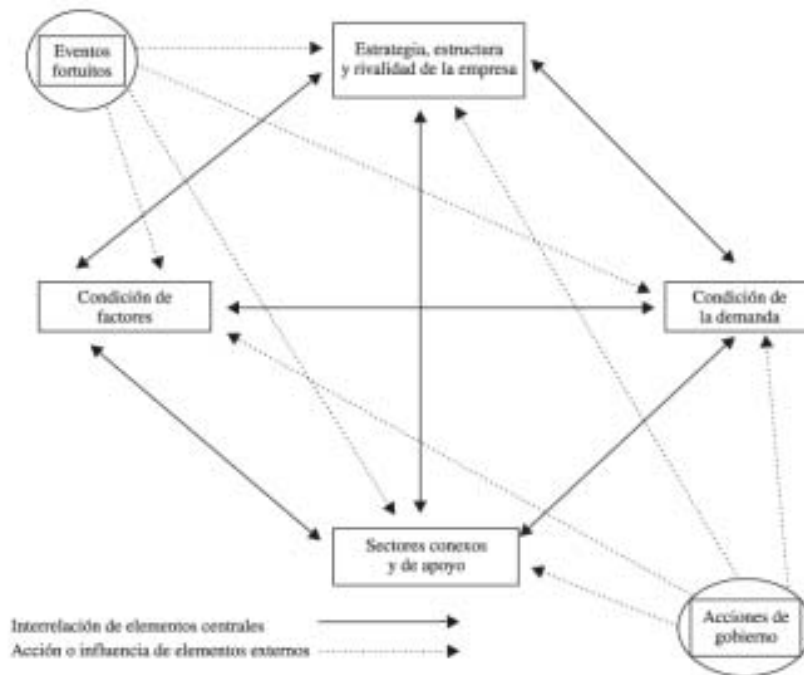 Eventos
fortuitos
Estrategia, estructura
y rivalidad de la empresa
Condición de
factores
Condición de
la demanda
Sectores conexos
y de apoyo
Acciones de
gobierno
Interrelación de elementos centrales
Acción o influencia de elementos externos